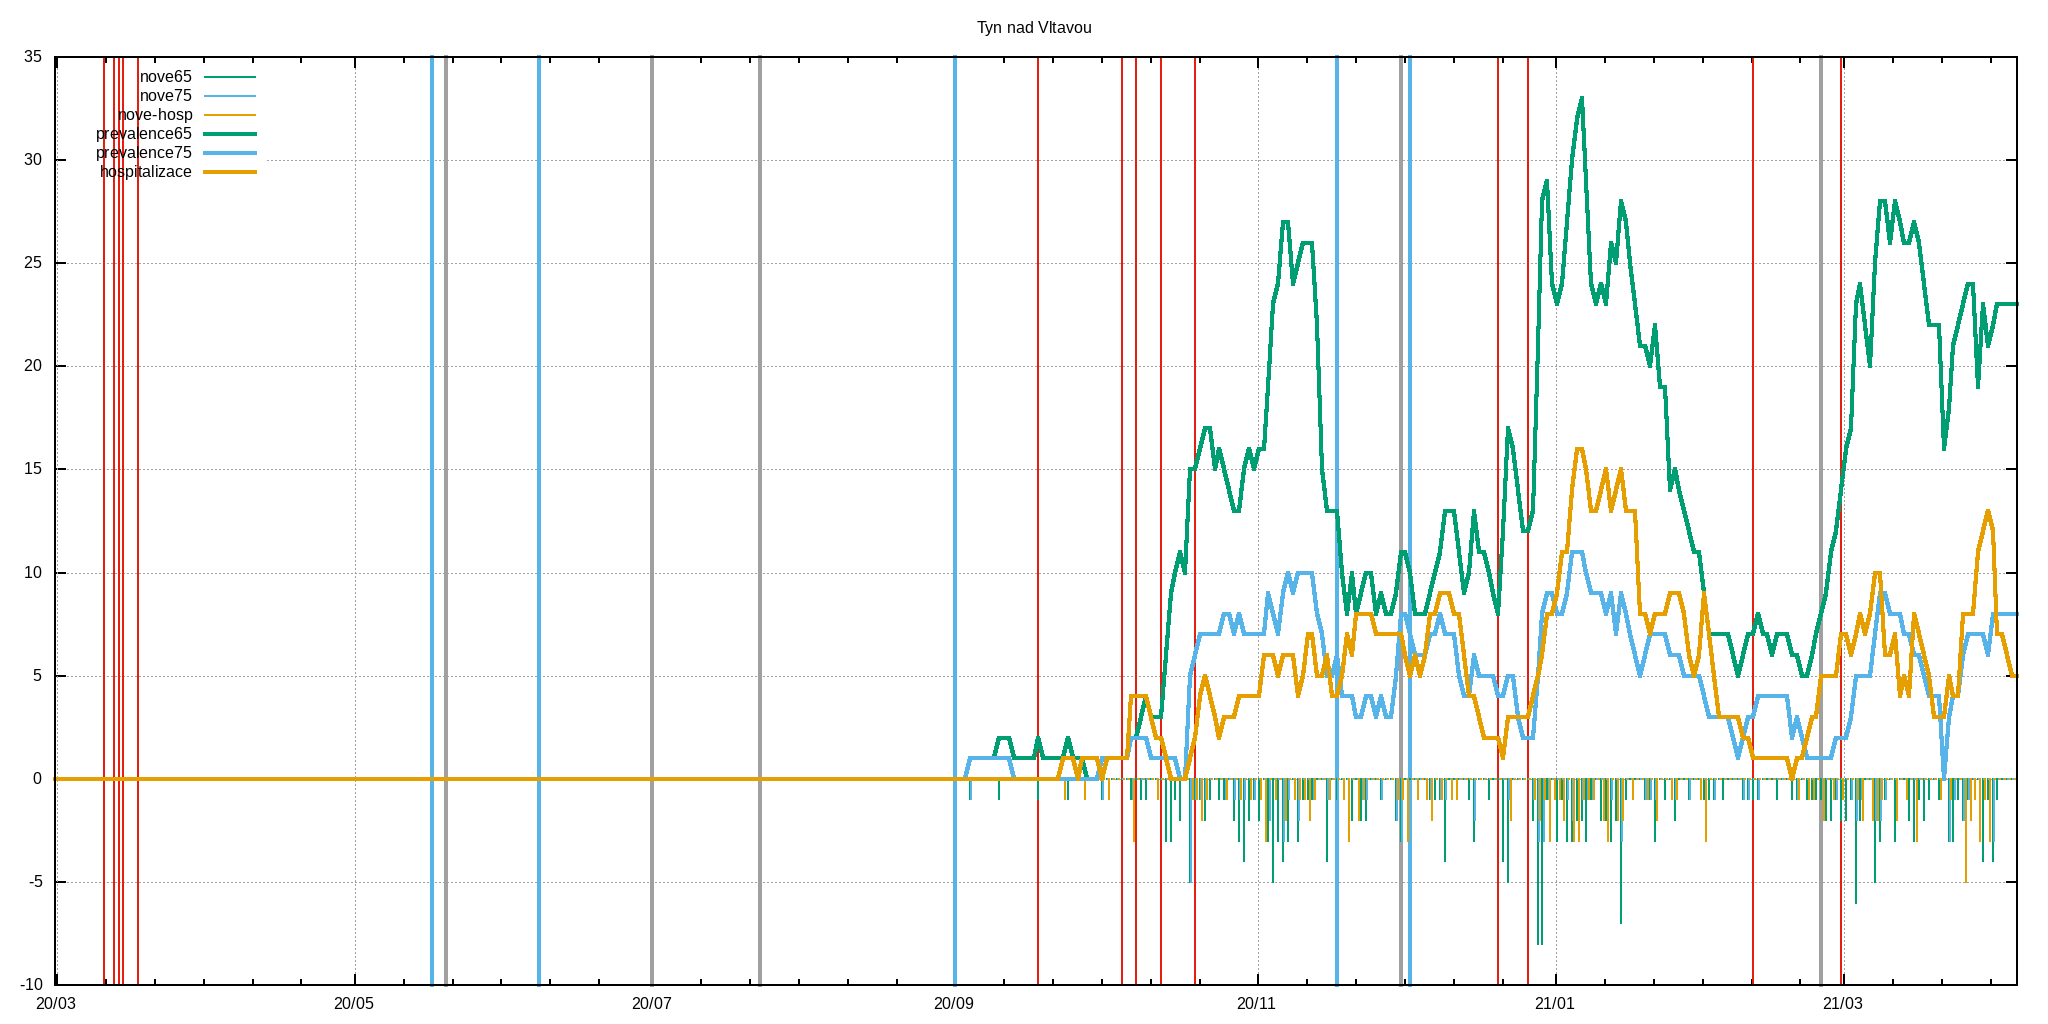 Tyn nad Vltavou
35
30
25
20
15
10
5
0
-5
-10
nove65
nove75
nove-hosp
prevalence65
prevalence75
hospitalizace
20/03 20/05 20/07 20/09 20/11 21/01 21/03